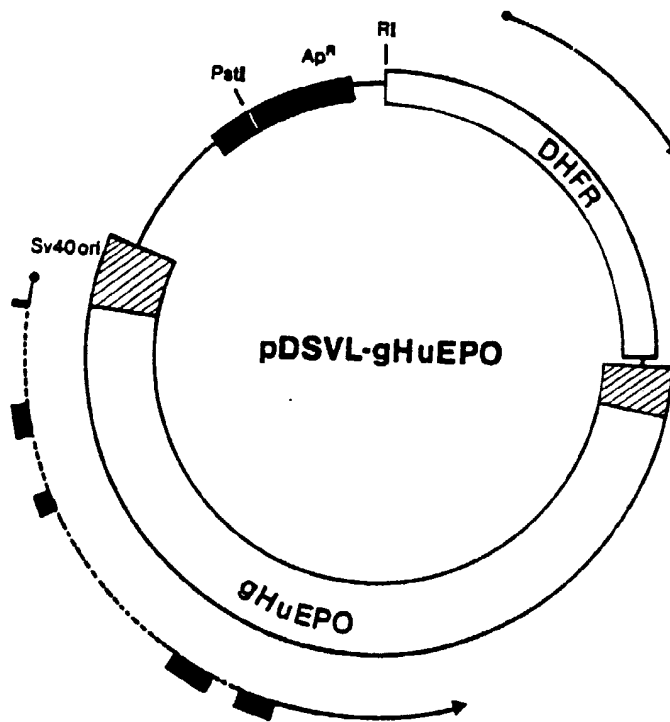 RI
Ap^R
PstI
DHFR
Sv40ori
pDSVL-gHuEPO
gHuEPO